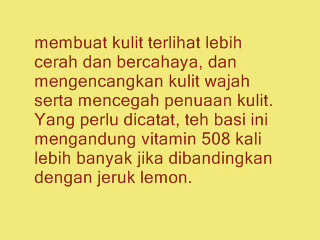 membuat kulit terlihat lebih
cerah dan bercahaya, dan
mengencangkan kulit wajah
serta mencegah penuaan kulit.
Yang perlu dicatat, teh basi ini
mengandung vitamin 508 kali
lebih banyak jika dibandingkan
dengan jeruk lemon.